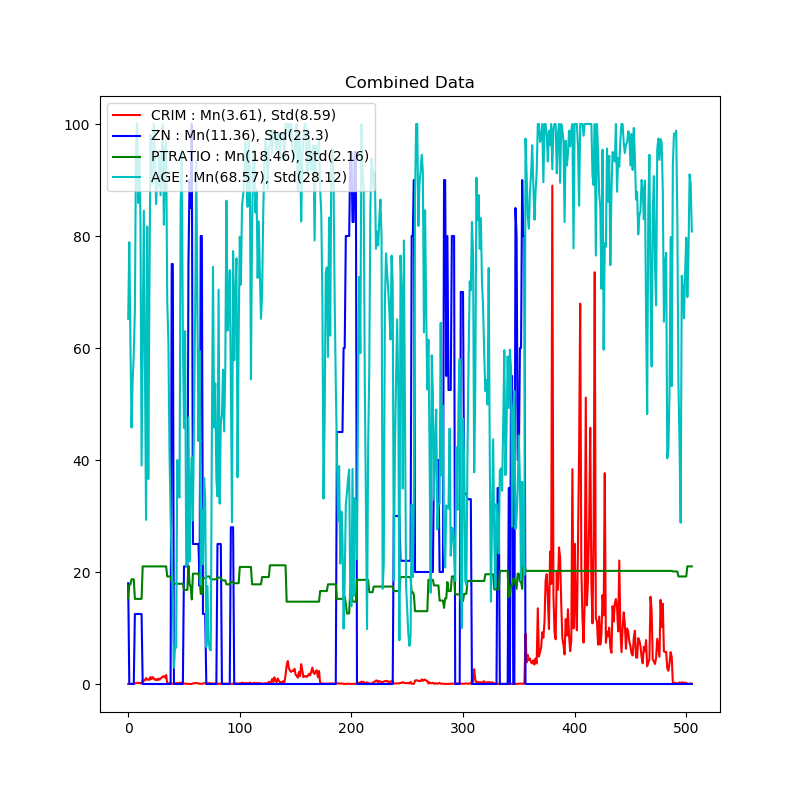 Combined Data
CRIM : Mn(3.61), Std(8.59)
ZN : Mn(11.36), Std(23.3)
PTRATIO : Mn(18.46), Std(2.16)
AGE : Mn(68.57), Std(28.12)
100
80
60
40
20
0
0 100 200 300 400 500